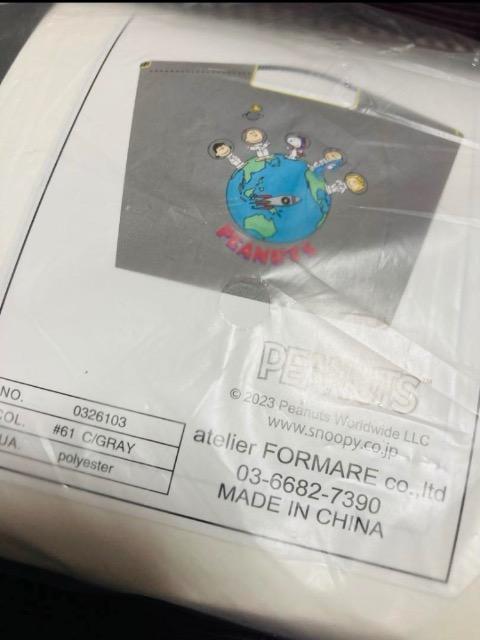 PEANUTS
PEANUTS
© 2023 Peanuts Worldwide LLC
www.snoopy.co.jp
NO. 0326103
COL. #61 C/GRAY
QUA. polyester
atelier FORMARE co.,ltd
03-6682-7390
MADE IN CHINA